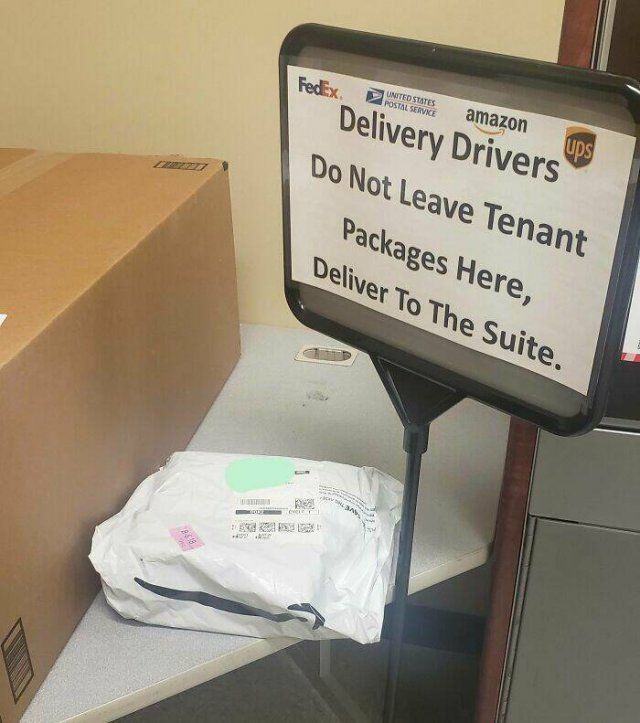 FedEx
UNITED STATES
POSTAL SERVICE
amazon
ups
Delivery Drivers
Do Not Leave Tenant
Packages Here,
Deliver To The Suite.